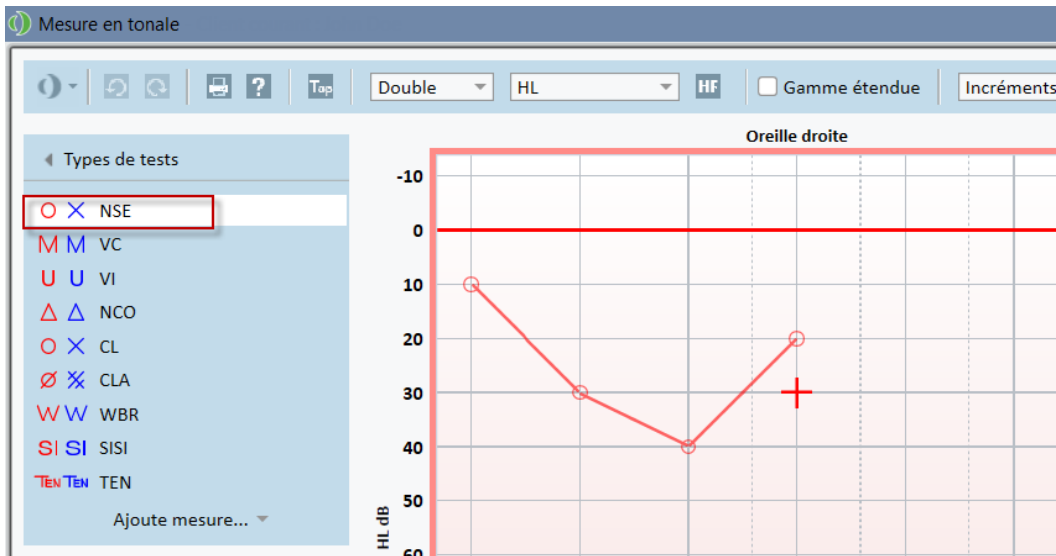 Mesure en tonale
? Top Double HL HF Gamme étendue Incréments
Types de tests
NSE
M M VC
U U VI
NCO
CL
CLA
W W WBR
SI SI SISI
TEN TEN TEN
Ajoute mesure...
Oreille droite
-10
0
10
20
30
40
50
60
HL dB